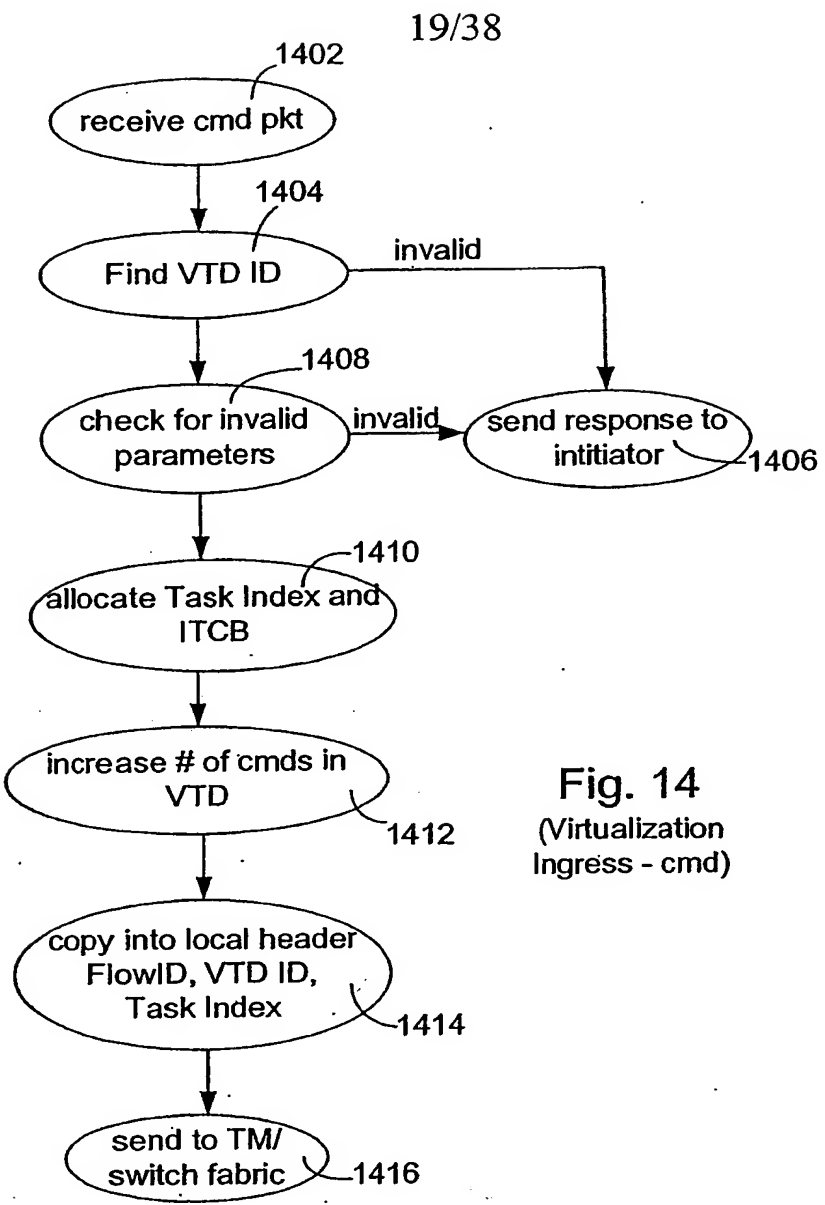 19/38
1402
receive cmd pkt
1404
Find VTD ID
invalid
1408
check for invalid
parameters
invalid
send response to
intitiator
1406
1410
allocate Task Index and
ITCB
increase # of cmds in
VTD
1412
Fig. 14
(Virtualization
Ingress - cmd)
copy into local header
FlowID, VTD ID,
Task Index
1414
send to TM/
switch fabric
1416